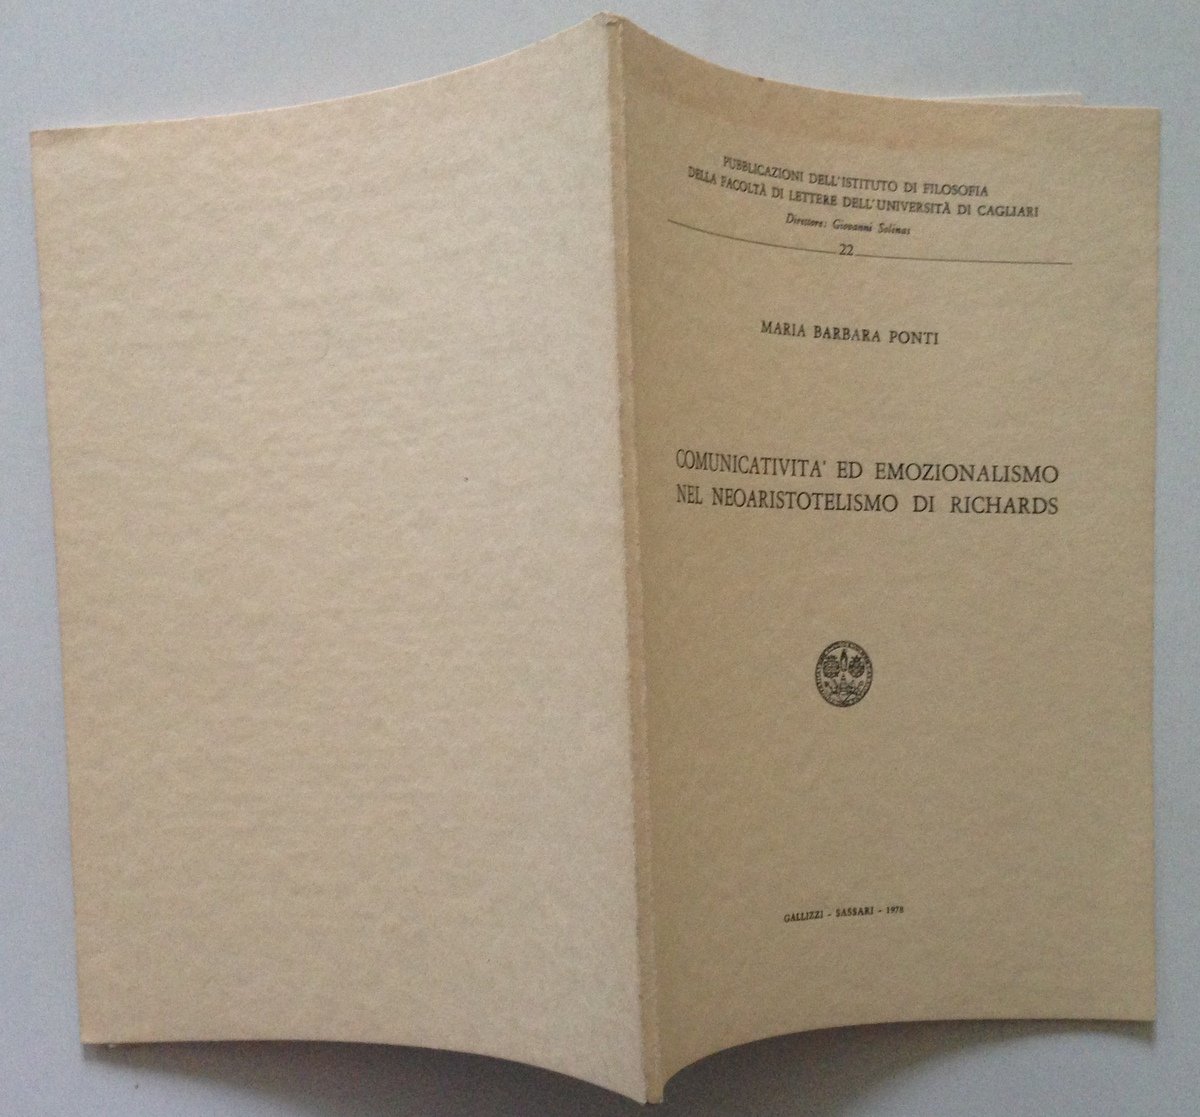 PUBBLICAZIONI DELL'ISTITUTO DI FILOSOFIA
DELLA FACOLTÀ DI LETTERE DELL'UNIVERSITÀ DI CAGLIARI
Direttore: Giovanni Solinas
22
MARIA BARBARA PONTI
COMUNICATIVITA' ED EMOZIONALISMO
NEL NEOARISTOTELISMO DI RICHARDS
GALLIZZI - SASSARI - 1978